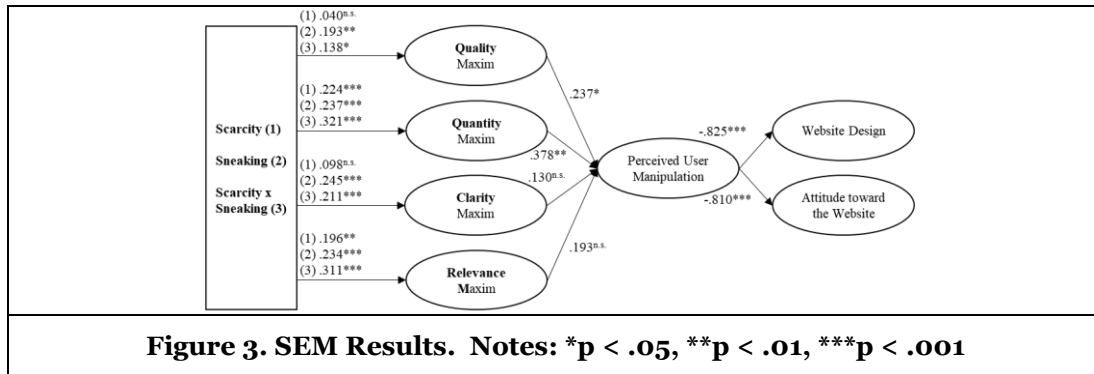 (1) .040n.s.
(2) .193**
(3) .138*
Quality
Maxim
.237*
(1) .224***
(2) .237***
(3) .321***
Quantity
Maxim
.378**
Scarcity (1)
Sneaking (2)
Scarcity x
Sneaking (3)
(1) .098n.s.
(2) .245***
(3) .211***
Clarity
Maxim
.130n.s.
(1) .196**
(2) .234***
(3) .311***
Relevance
Maxim
.193n.s.
Perceived User
Manipulation
-.825***
Website Design
-.810***
Attitude toward
the Website
Figure 3. SEM Results. Notes: *p < .05, **p < .01, ***p < .001